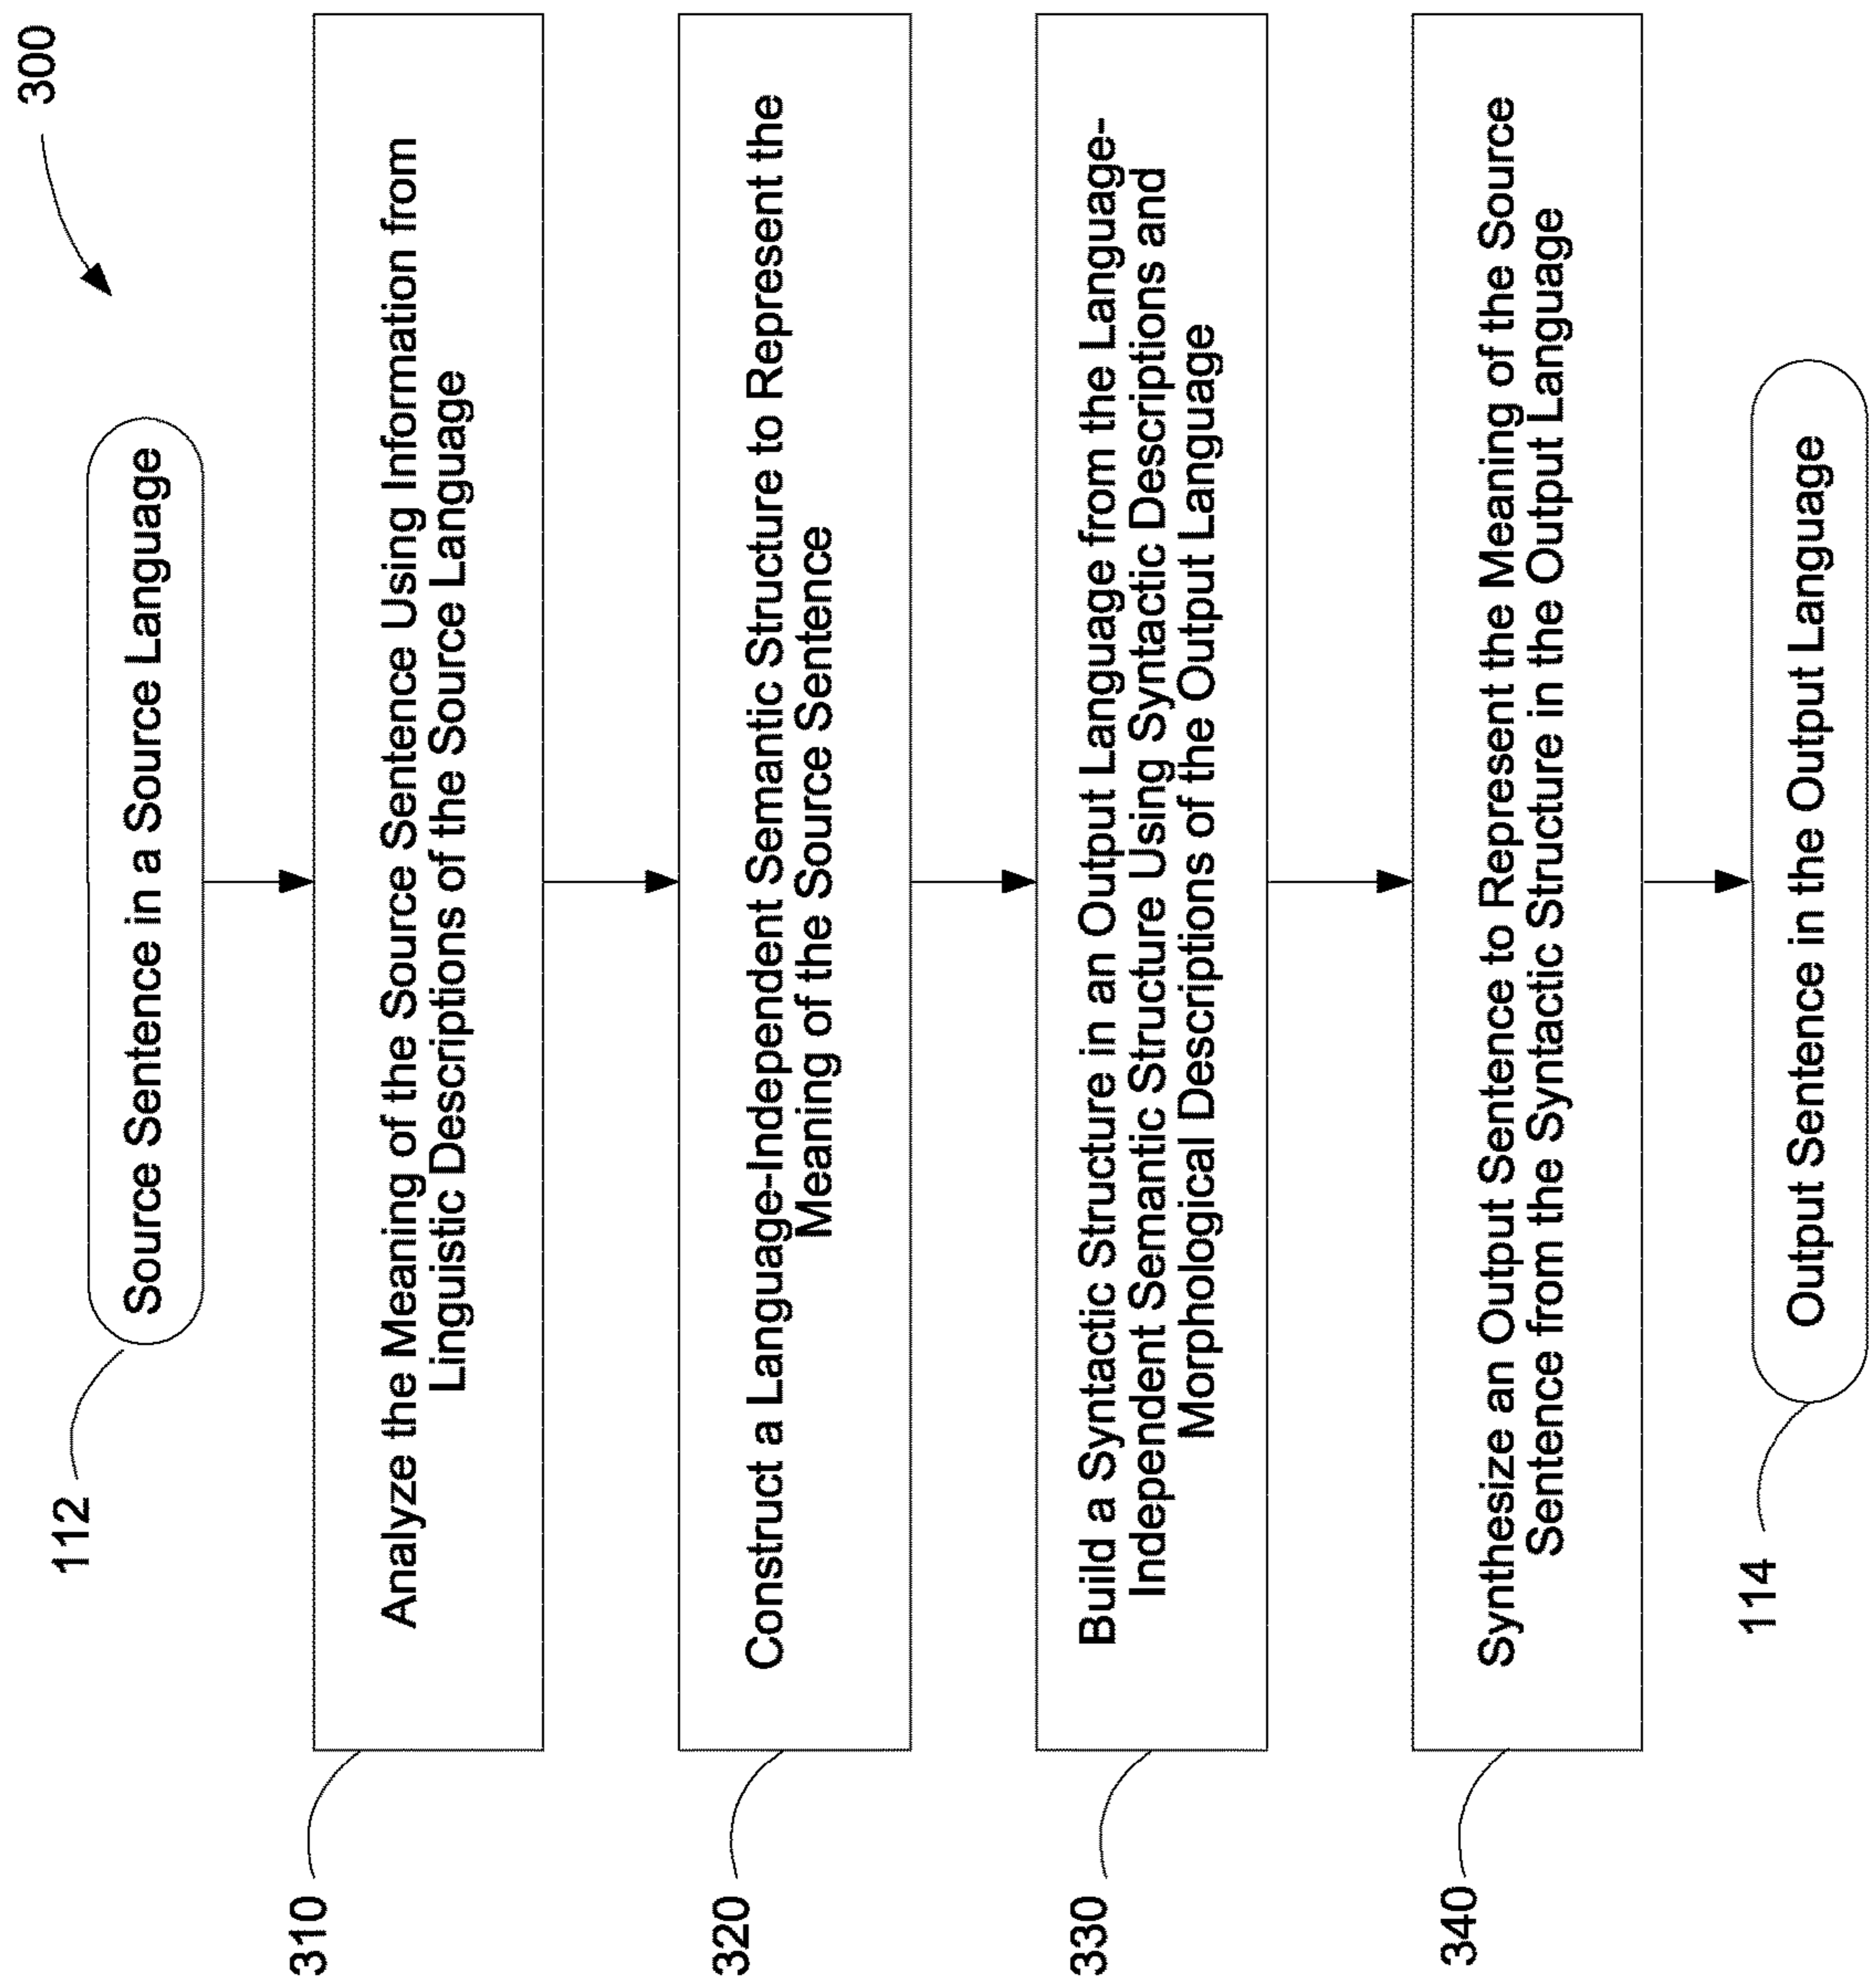 300
112
Source Sentence in a Source Language
310
Analyze the Meaning of the Source Sentence Using Information from
Linguistic Descriptions of the Source Language
320
Construct a Language-Independent Semantic Structure to Represent the
Meaning of the Source Sentence
330
Build a Syntactic Structure in an Output Language from the Language-
Independent Semantic Structure Using Syntactic Descriptions and
Morphological Descriptions of the Output Language
340
Synthesize an Output Sentence to Represent the Meaning of the Source
Sentence from the Syntactic Structure in the Output Language
114
Output Sentence in the Output Language